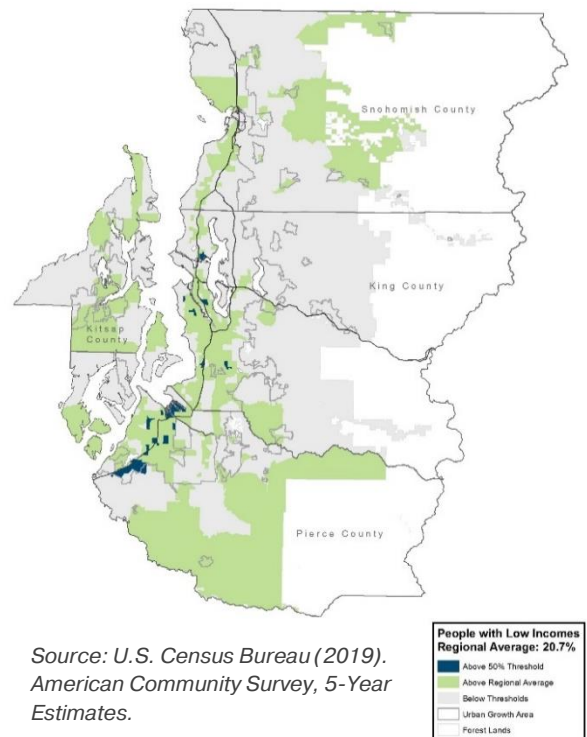 Snohomish County
King County
Kitsap
County
Pierce County
Source: U.S. Census Bureau (2019).
American Community Survey, 5-Year
Estimates.
People with Low Incomes
Regional Average: 20.7%
Above 50% Threshold
Above Regional Average
Below Thresholds
Urban Growth Area
Forest Lands